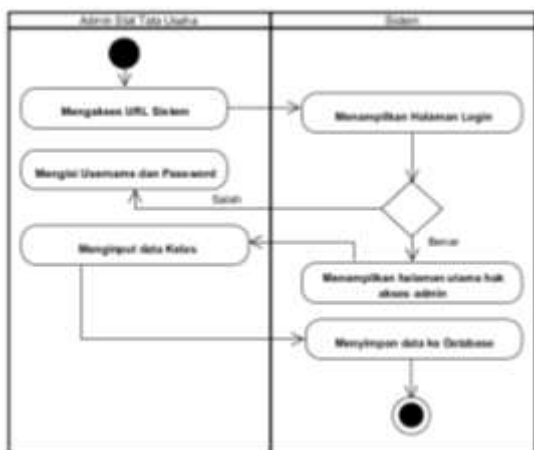 Admin Staf Tata Usaha
Sistem
Mengakses URL Sistem
Menampilkan Halaman Login
Mengisi Username dan Password
Salah
Menginput data Kelas
Benar
Menampilkan halaman utama hak
akses admin
Menyimpan data ke Database